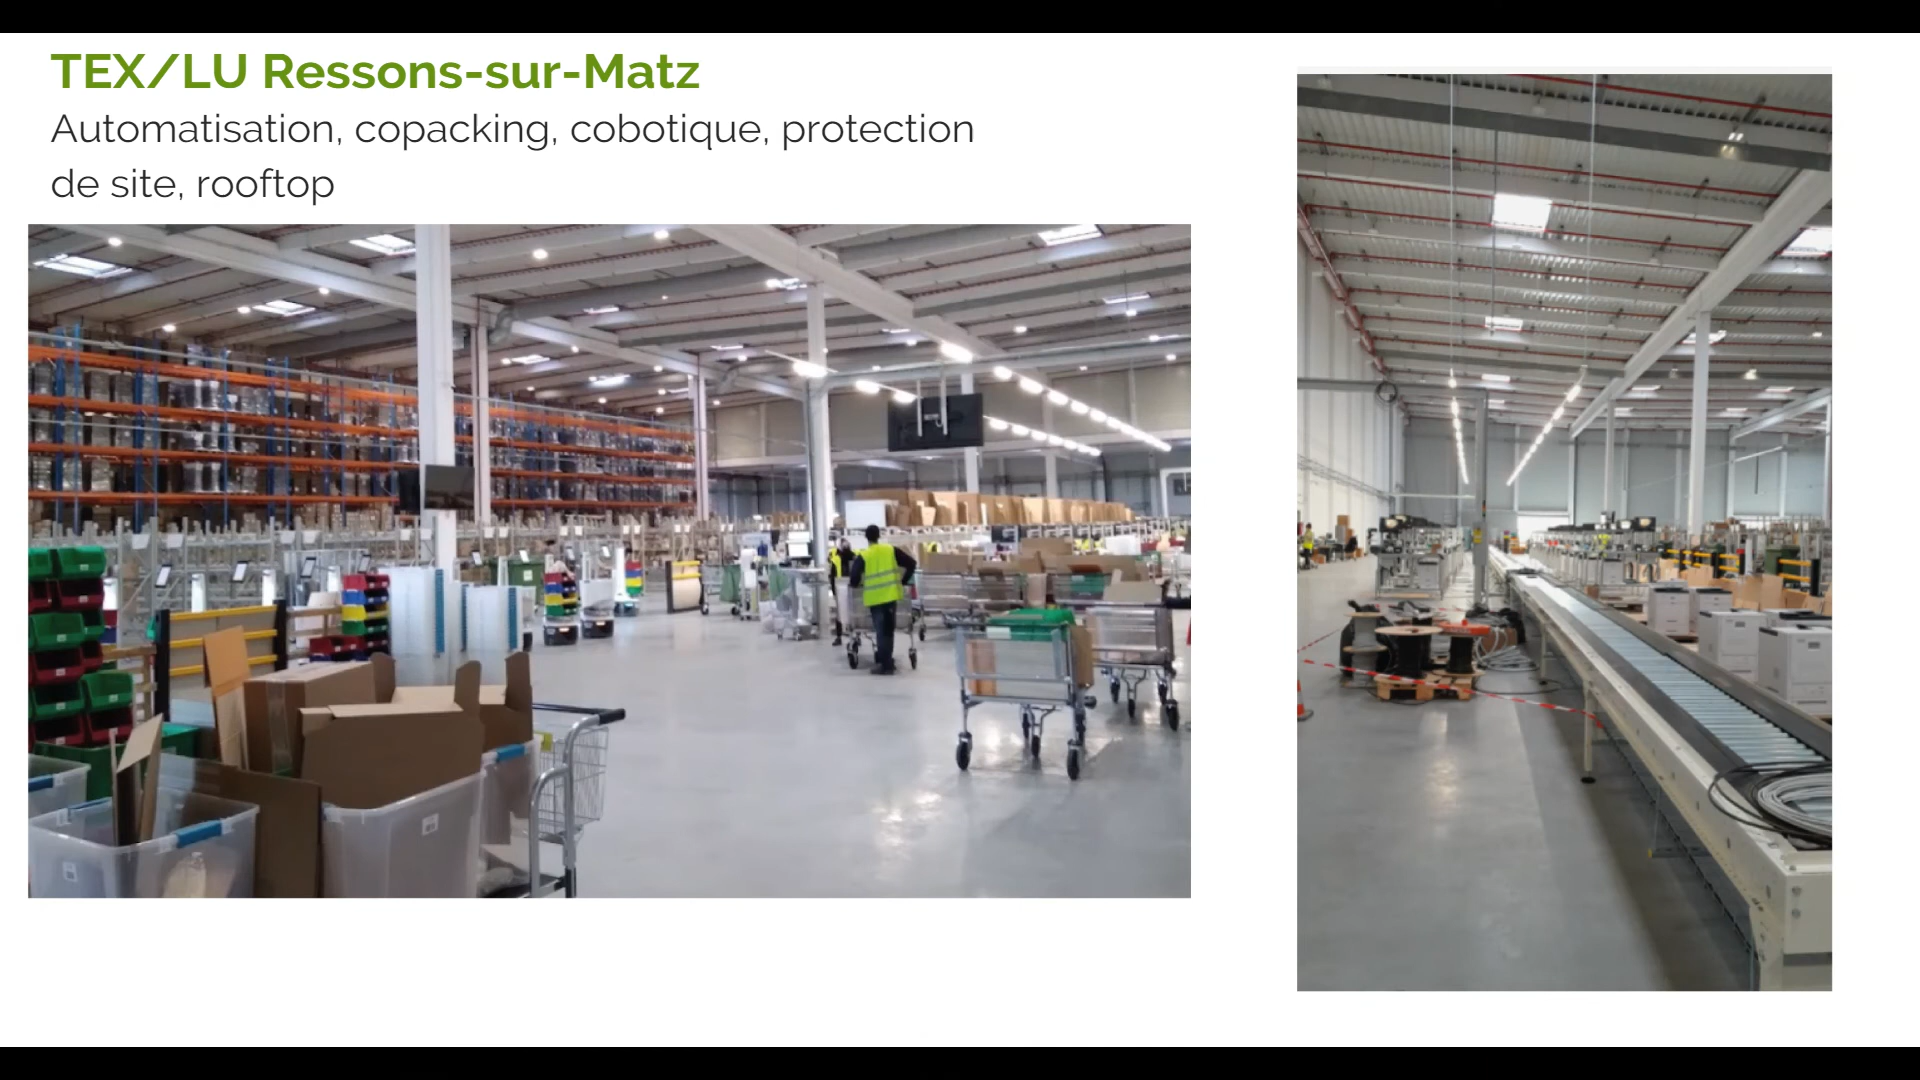 TEX/LU Ressons-sur-Matz
Automatisation, copacking, cobotique, protection
de site, rooftop